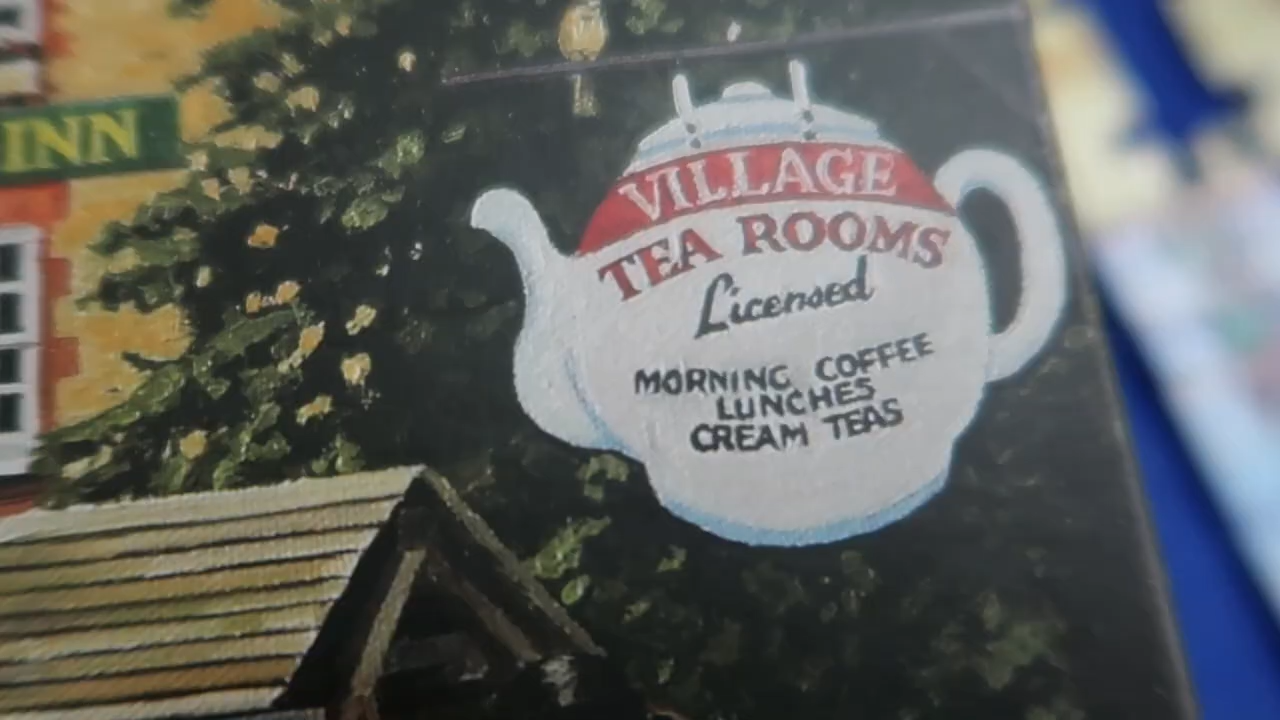 INN
VILLAGE
TEA ROOMS
Licensed
MORNING COFFEE
LUNCHES
CREAM TEAS